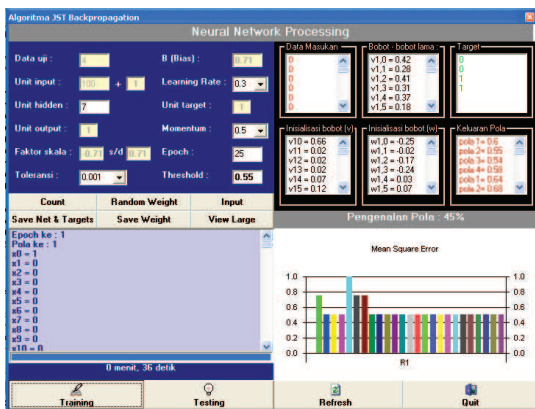 Algoritma JST Backpropagation
Neural Network Processing
Data uji : 4
B (Bias) : 0.71
Unit input : 100 + 1
Learning Rate : 0.3
Unit hidden : 7
Unit target : 1
Unit output : 1
Momentum : 0.5
Faktor skala : -0.71 s/d 0.71
Epoch : 25
Toleransi : 0.001
Threshold : 0.55
Data Masukan
0
0
0
0
0
0
Bobot - bobot lama
v1,0 = 0.42
v1,1 = 0.28
v1,2 = 0.41
v1,3 = 0.31
v1,4 = 0.37
v1,5 = 0.18
Target
0
0
1
1
Inisialisasi bobot (v)
v10 = 0.66
v11 = 0.02
v12 = 0.02
v13 = 0.02
v14 = 0.07
v15 = 0.12
Inisialisasi bobot (w)
w1,0 = -0.25
w1,1 = -0.02
w1,2 = -0.17
w1,3 = -0.24
w1,4 = 0.03
w1,5 = 0.07
Keluaran Pola
pola 1= 0.6
pola 2= 0.55
pola 3= 0.54
pola 4= 0.58
pola 1= 0.64
pola 2= 0.68
Count
Random Weight
Input
Save Net & Targets
Save Weight
View Large
Pengenalan Pola : 45%
Epoch ke : 1
Pola ke : 1
x0 = 1
x1 = 0
x2 = 0
x3 = 0
x4 = 0
x5 = 0
x6 = 0
x7 = 0
x8 = 0
x9 = 0
x10 = 0
0 menit, 36 detik
Mean Square Error
1.0 1.0
0.8 0.8
0.6 0.6
0.4 0.4
0.2 0.2
0.0 0.0
R1
Training
Testing
Refresh
Quit